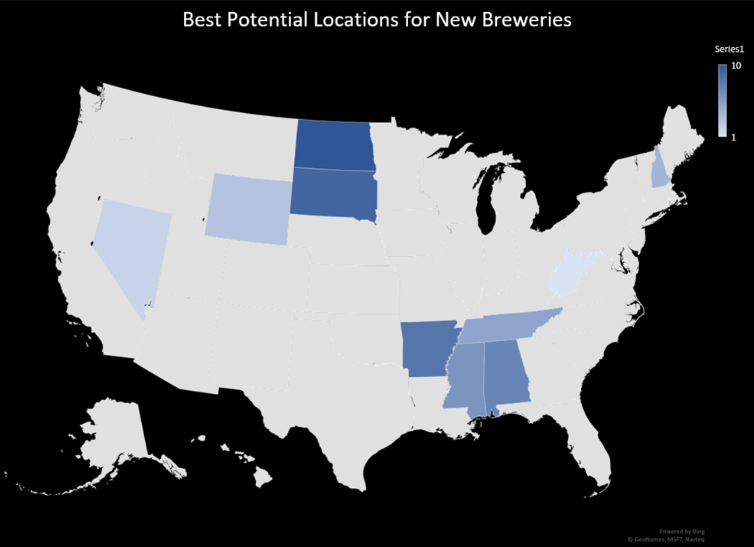 Best Potential Locations for New Breweries
Series1
10
1
Powered by Bing
© GeoNames, MSFT, Navteq